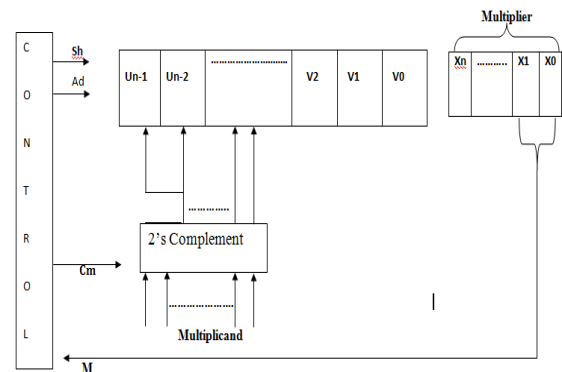 Multiplier
C O N T R O L
Sh
Ad
Un-1 Un-2 ........................ V2 V1 V0
Xn ........... X1 X0
..............
2's Complement
Cm
......................
Multiplicand
M